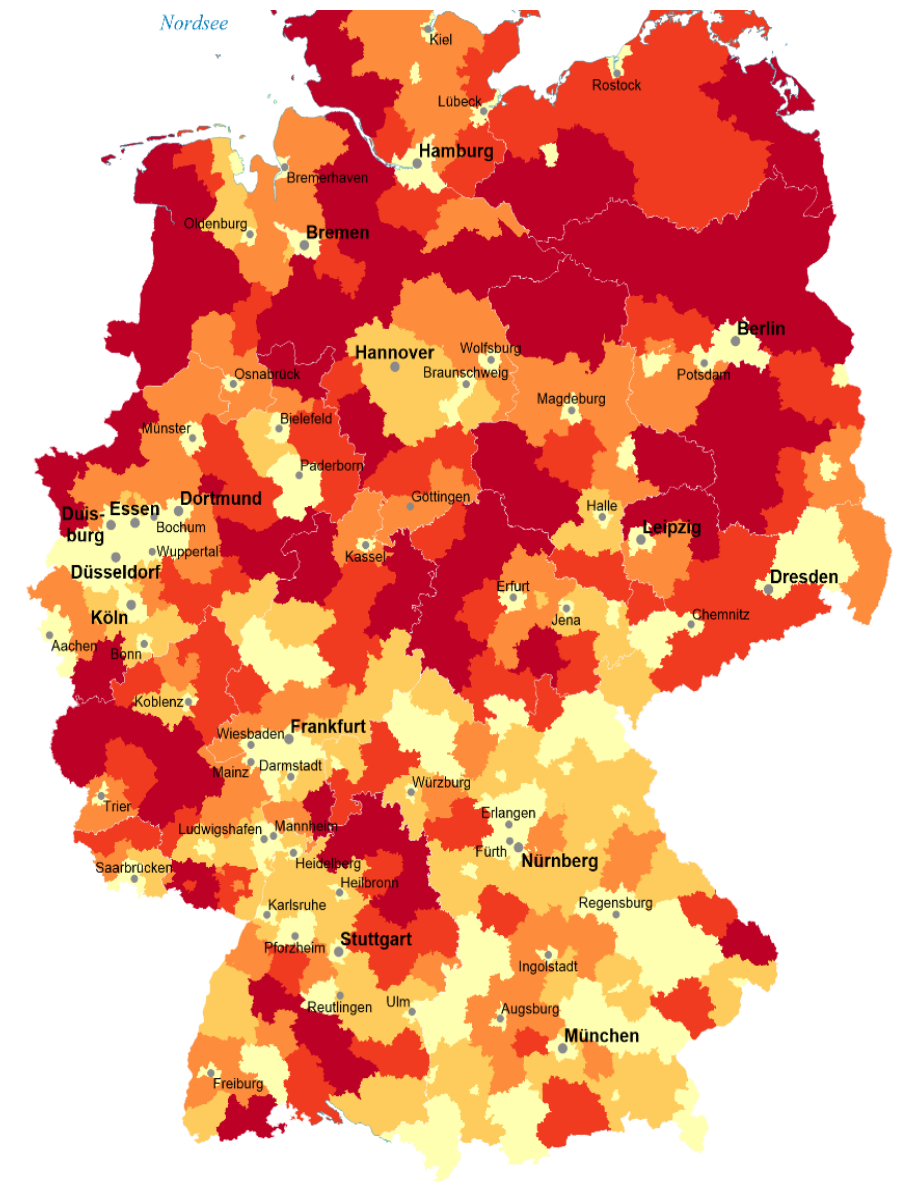 Nordsee
Kiel
Rostock
Lübeck
Hamburg
Bremerhaven
Oldenburg
Bremen
Berlin
Hannover
Wolfsburg
Braunschweig
Potsdam
Osnabrück
Magdeburg
Münster
Bielefeld
Paderborn
Göttingen
Halle
Duis-
burg
Essen
Dortmund
Bochum
Wuppertal
Leipzig
Kassel
Düsseldorf
Dresden
Erfurt
Jena
Chemnitz
Köln
Aachen
Bonn
Koblenz
Wiesbaden
Frankfurt
Mainz
Darmstadt
Würzburg
Trier
Erlangen
Ludwigshafen
Mannheim
Fürth
Nürnberg
Heidelberg
Saarbrücken
Heilbronn
Karlsruhe
Regensburg
Pforzheim
Stuttgart
Ingolstadt
Reutlingen
Ulm
Augsburg
München
Freiburg